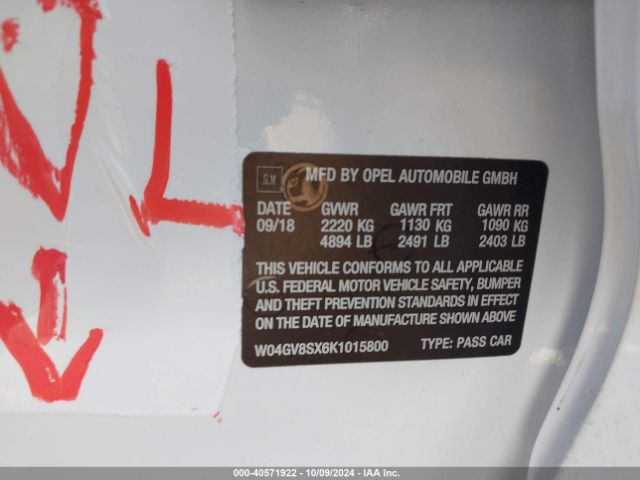 L
GM
MFD BY OPEL AUTOMOBILE GMBH
DATE GVWR GAWR FRT GAWR RR
09/18 2220 KG 1130 KG 1090 KG
4894 LB 2491 LB 2403 LB
THIS VEHICLE CONFORMS TO ALL APPLICABLE
U.S. FEDERAL MOTOR VEHICLE SAFETY, BUMPER
AND THEFT PREVENTION STANDARDS IN EFFECT
ON THE DATE OF MANUFACTURE SHOWN ABOVE
W04GV8SX6K1015800 TYPE: PASS CAR
000-40571922 - 10/09/2024 - IAA Inc.